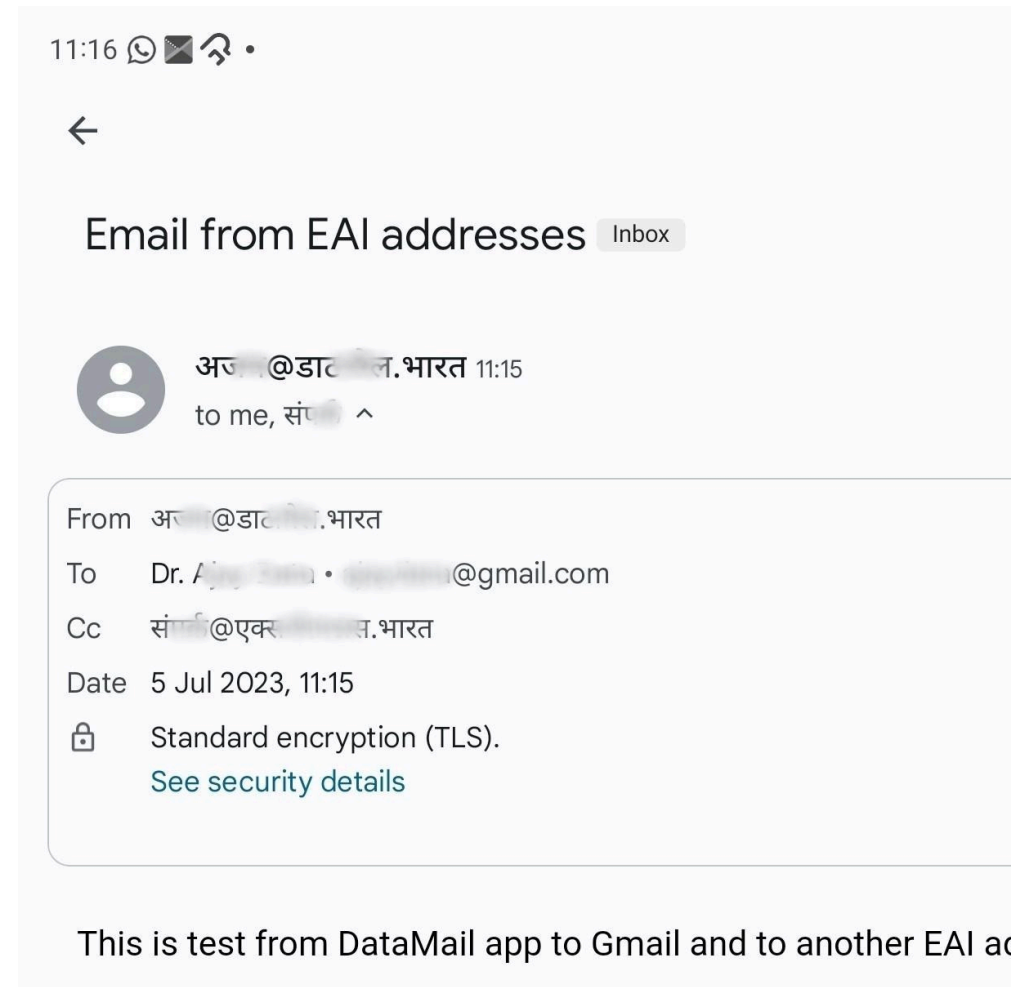 11:16
Email from EAI addresses Inbox
.भारत 11:15
to me,
From .भारत
To Dr. @gmail.com
Cc .भारत
Date 5 Jul 2023, 11:15
Standard encryption (TLS).
See security details
This is test from DataMail app to Gmail and to another EAI